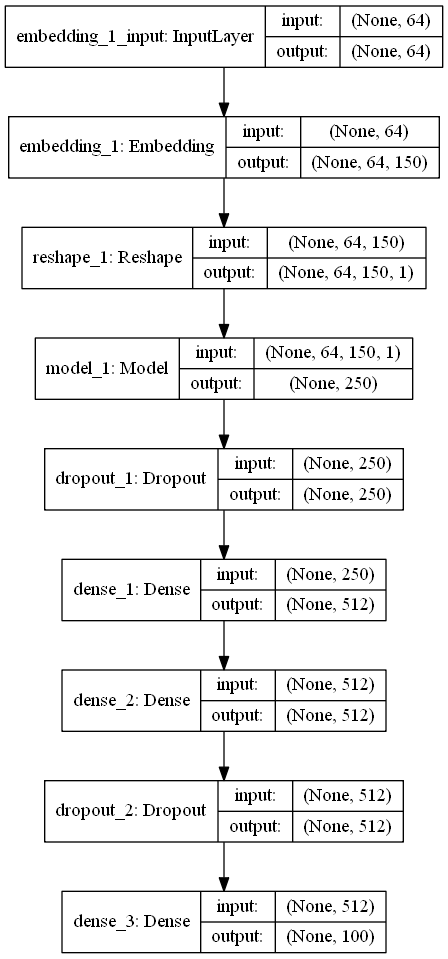 embedding_1_input: InputLayer
input: (None, 64)
output: (None, 64)
embedding_1: Embedding
input: (None, 64)
output: (None, 64, 150)
reshape_1: Reshape
input: (None, 64, 150)
output: (None, 64, 150, 1)
model_1: Model
input: (None, 64, 150, 1)
output: (None, 250)
dropout_1: Dropout
input: (None, 250)
output: (None, 250)
dense_1: Dense
input: (None, 250)
output: (None, 512)
dense_2: Dense
input: (None, 512)
output: (None, 512)
dropout_2: Dropout
input: (None, 512)
output: (None, 512)
dense_3: Dense
input: (None, 512)
output: (None, 100)